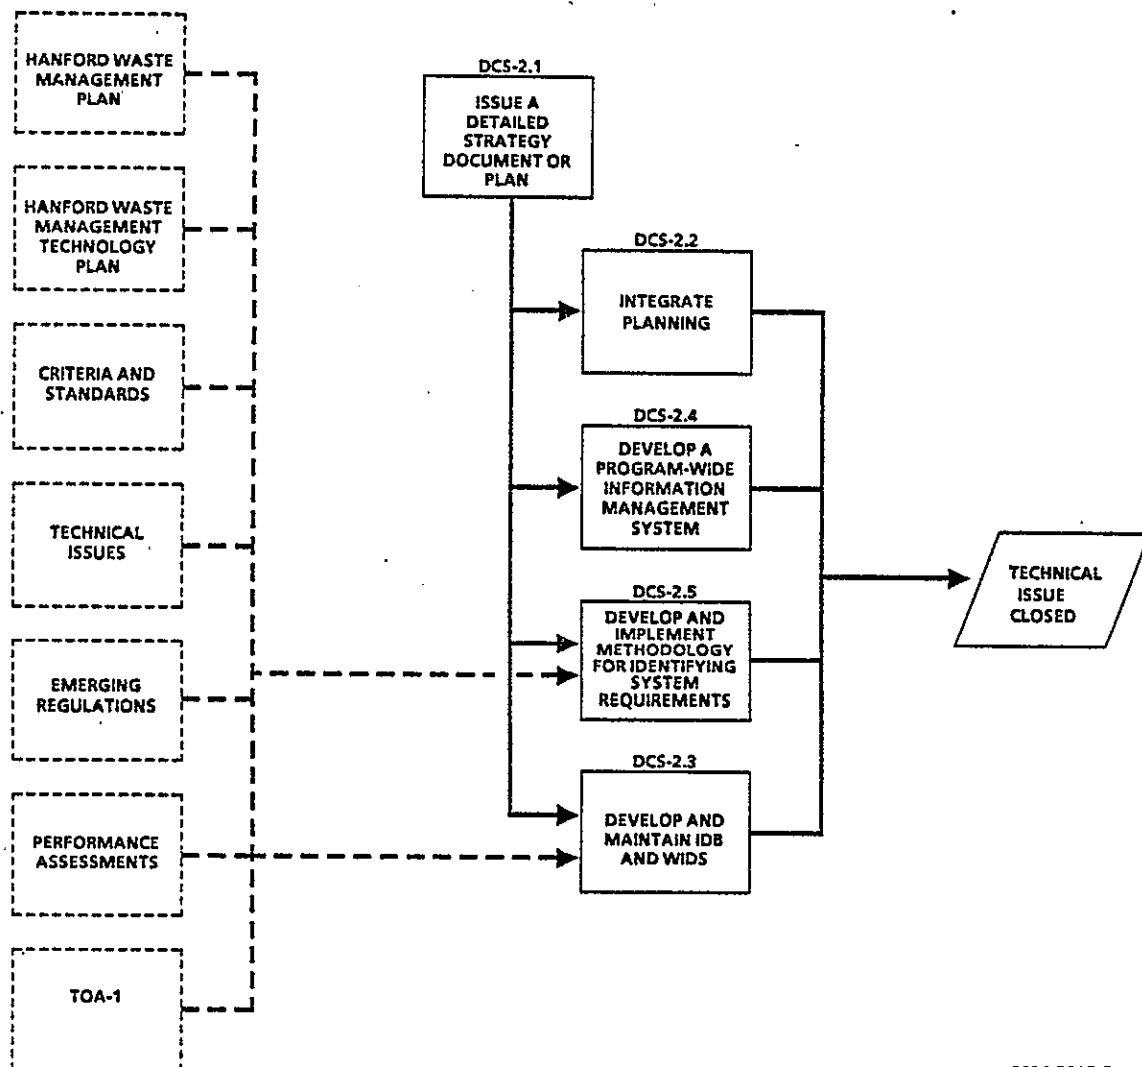 HANFORD WASTE
MANAGEMENT
PLAN
HANFORD WASTE
MANAGEMENT
TECHNOLOGY
PLAN
CRITERIA AND
STANDARDS
TECHNICAL
ISSUES
EMERGING
REGULATIONS
PERFORMANCE
ASSESSMENTS
TOA-1
DCS-2.1
ISSUE A
DETAILED
STRATEGY
DOCUMENT OR
PLAN
DCS-2.2
INTEGRATE
PLANNING
DCS-2.4
DEVELOP A
PROGRAM-WIDE
INFORMATION
MANAGEMENT
SYSTEM
DCS-2.5
DEVELOP AND
IMPLEMENT
METHODOLOGY
FOR IDENTIFYING
SYSTEM
REQUIREMENTS
DCS-2.3
DEVELOP AND
MAINTAIN IDB
AND WIDS
TECHNICAL
ISSUE
CLOSED